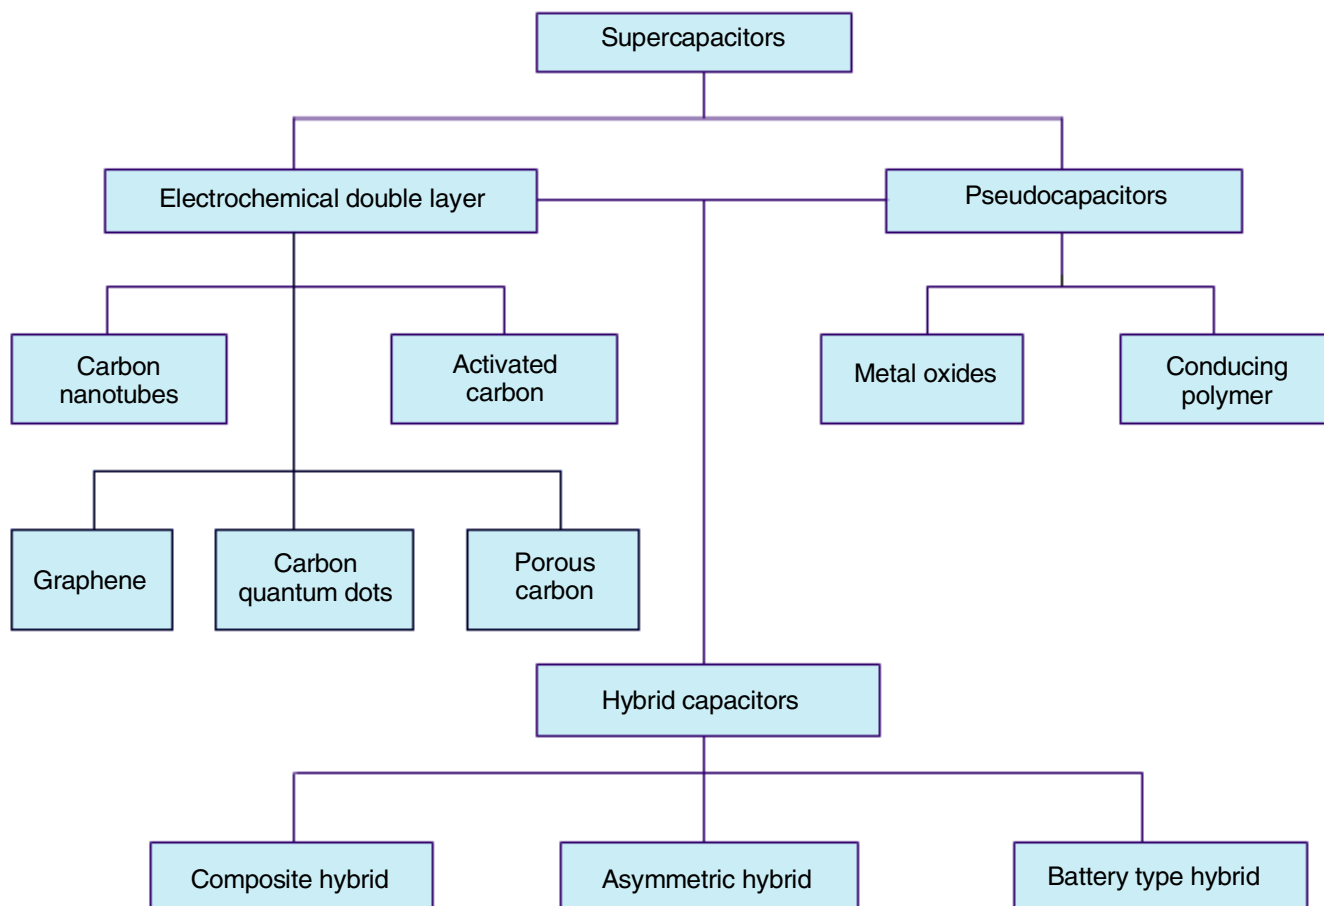 Supercapacitors
Electrochemical double layer
Pseudocapacitors
Carbon
nanotubes
Activated
carbon
Metal oxides
Conducing
polymer
Graphene
Carbon
quantum dots
Porous
carbon
Hybrid capacitors
Composite hybrid
Asymmetric hybrid
Battery type hybrid